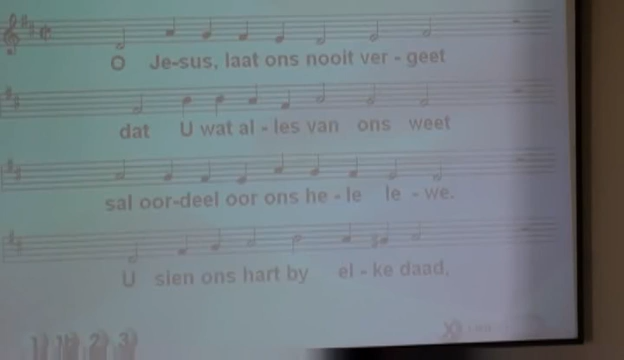 O Je-sus, laat ons nooit ver - geet
dat U wat al - les van ons weet
sal oor-deel oor ons he - le le - we.
U sien ons hart by el - ke daad,